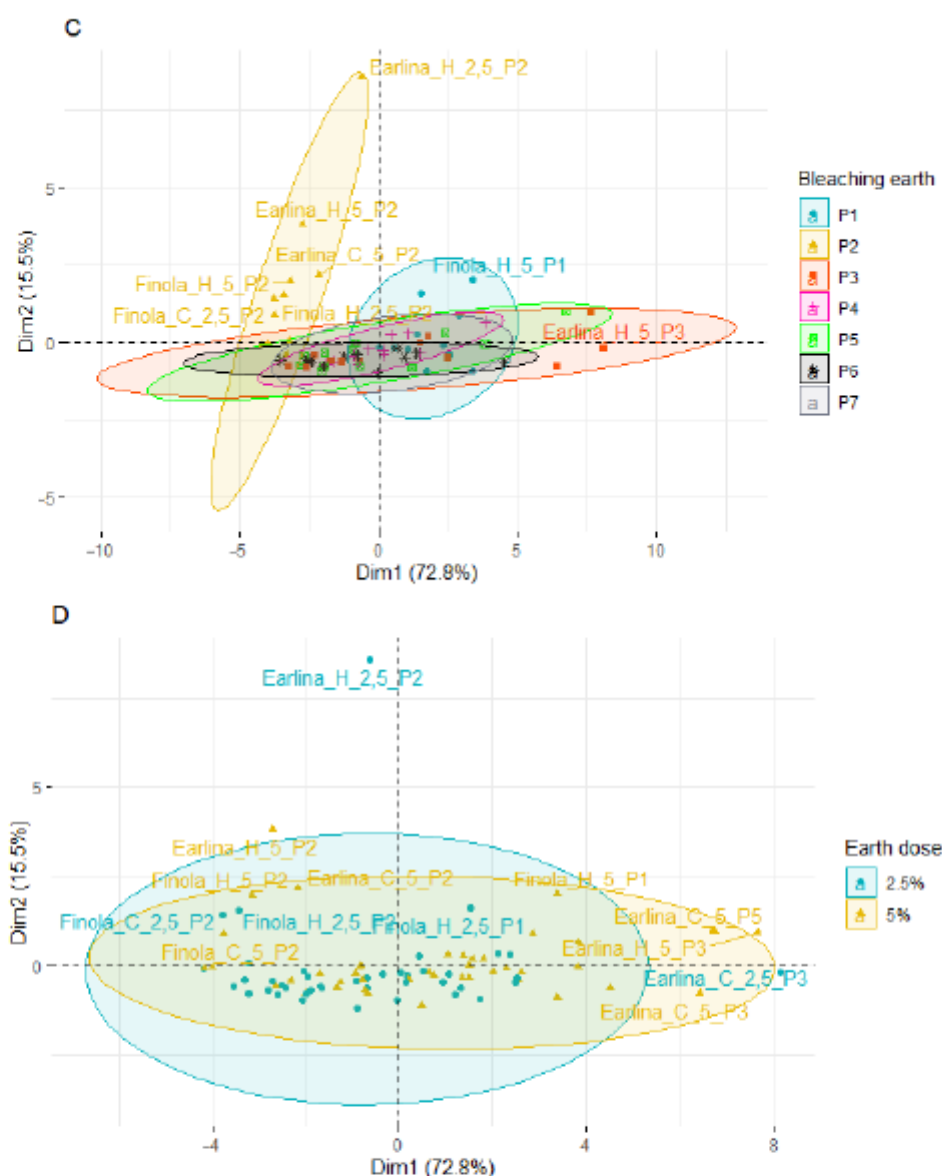 C
Earlina_H_2,5_P2
Earlina_H_5_P2
Earlina_C_5_P2
Finola_H_5_P1
Finola_H_5_P2
Finola_C_2,5_P2
Finola_H_2,5_P2
Earlina_H_5_P3
5
0
-5
-10
-5
0
5
10
Dim2 (15.5%)
Dim1 (72.8%)
Bleaching earth
a P1
a P2
a P3
P4
a P5
a P6
a P7
D
Earlina_H_2,5_P2
Earlina_H_5_P2
Finola_H_5_P2
Earlina_C_5_P2
Finola_H_5_P1
Finola_C_2,5_P2
Finola_H_2,5_P2
Finola_H_2,5_P1
Earlina_C_5_P5
Finola_C_5_P2
Earlina_H_5_P3
Earlina_C_2,5_P3
Earlina_C_5_P3
5
0
-4
0
4
8
Dim2 (15.5%)
Dim1 (72.8%)
Earth dose
a 2.5%
a 5%